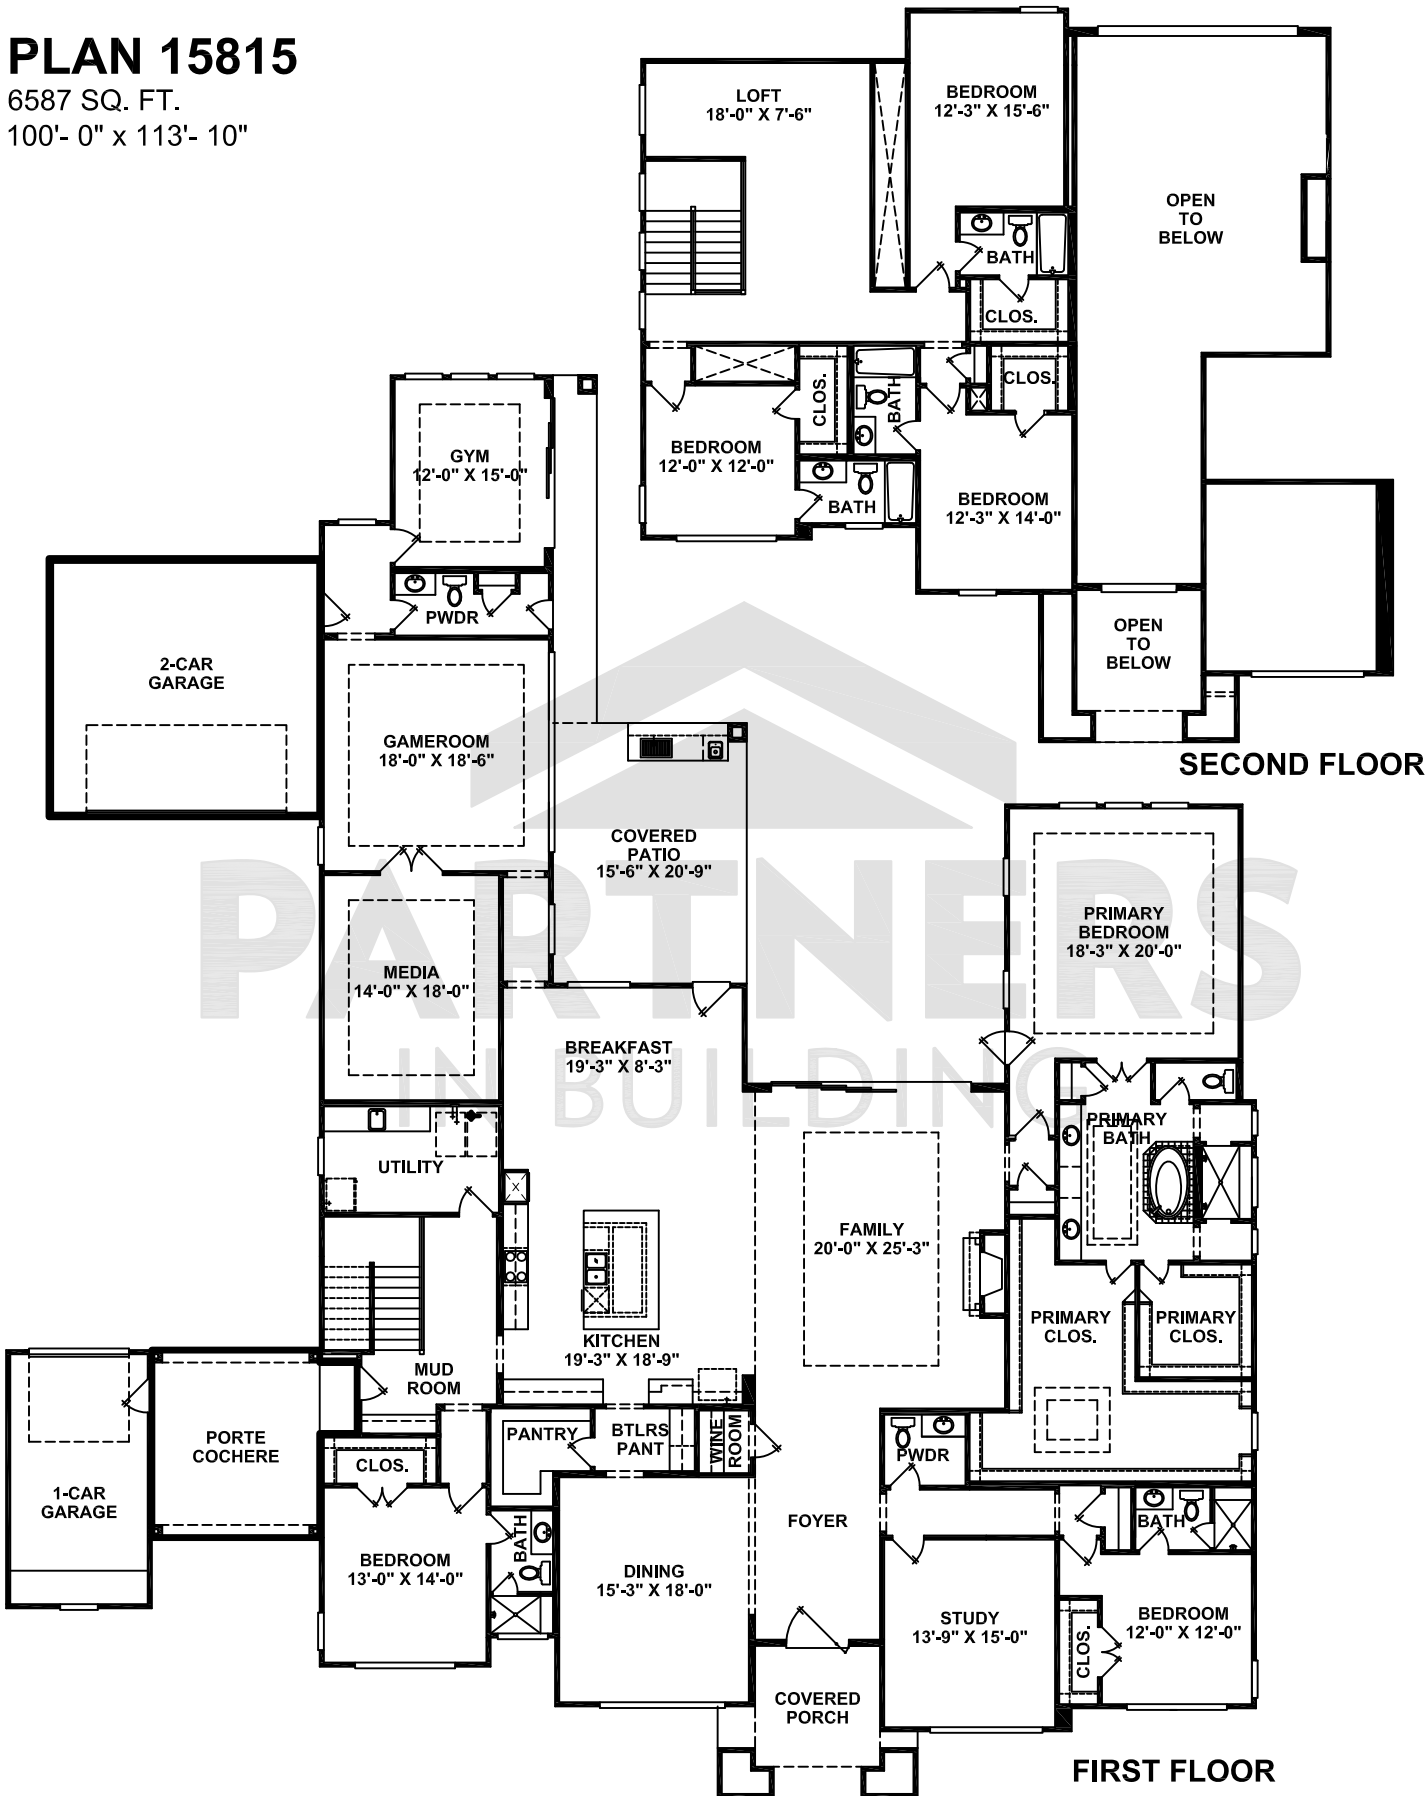 PLAN 15815
6587 SQ. FT.
100'- 0" x 113'- 10"
LOFT
18'-0" X 7'-6"
BEDROOM
12'-3" X 15'-6"
OPEN
TO
BELOW
BATH
CLOS.
CLOS.
CLOS.
BATH
BEDROOM
12'-0" X 12'-0"
BATH
BEDROOM
12'-3" X 14'-0"
OPEN
TO
BELOW
SECOND FLOOR
GYM
12'-0" X 15'-0"
PWDR
2-CAR
GARAGE
GAMEROOM
18'-0" X 18'-6"
COVERED
PATIO
15'-6" X 20'-9"
PARTNERS
IN BUILDING
PRIMARY
BEDROOM
18'-3" X 20'-0"
MEDIA
14'-0" X 18'-0"
BREAKFAST
19'-3" X 8'-3"
PRIMARY
BATH
UTILITY
FAMILY
20'-0" X 25'-3"
KITCHEN
19'-3" X 18'-9"
PRIMARY
CLOS.
PRIMARY
CLOS.
MUD
ROOM
PORTE
COCHERE
1-CAR
GARAGE
CLOS.
PANTRY
BTLRS
PANT
WINE
ROOM
PWDR
FOYER
BATH
BEDROOM
13'-0" X 14'-0"
BATH
DINING
15'-3" X 18'-0"
STUDY
13'-9" X 15'-0"
CLOS.
BEDROOM
12'-0" X 12'-0"
COVERED
PORCH
FIRST FLOOR